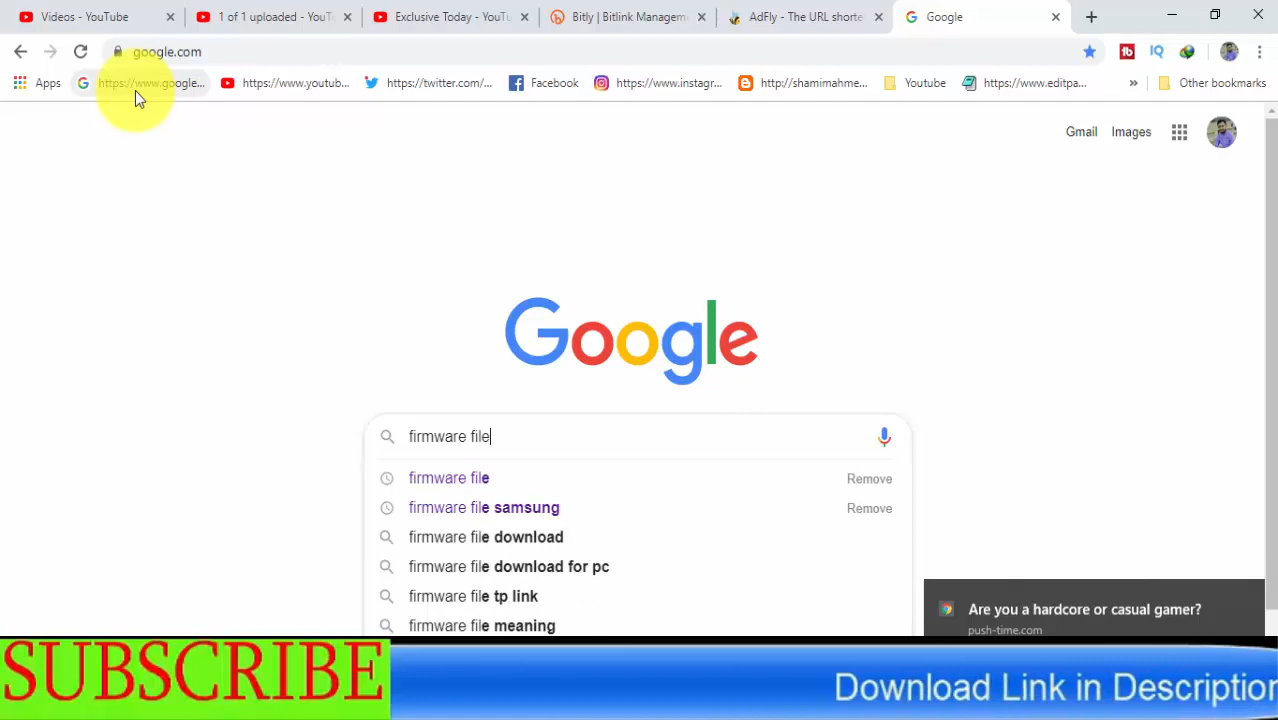 Videos - YouTube
1 of 1 uploaded - YouT
Exclusive Today - YouT
Bitly | Bitlink Managem
AdFly - The URL shorte
Google
google.com
Apps
https://www.google...
https://www.youtub...
https://twitter.com/...
Facebook
https://www.instagr...
http://shamimahme...
Youtube
https://www.editpa...
»
Other bookmarks
Gmail Images
Google
firmware file
firmware file Remove
firmware file samsung Remove
firmware file download
firmware file download for pc
firmware file tp link
firmware file meaning
Are you a hardcore or casual gamer?
push-time.com
SUBSCRIBE
Download Link in Description